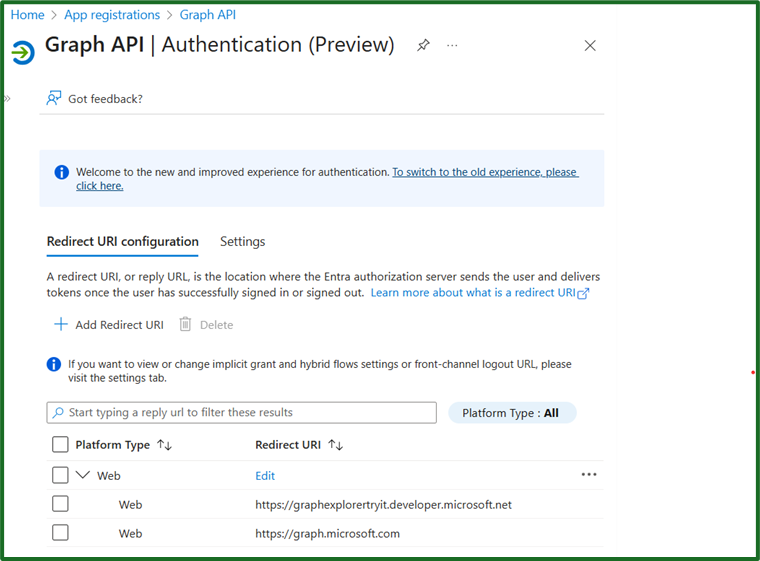 Home > App registrations > Graph API
Graph API | Authentication (Preview)
Got feedback?
Welcome to the new and improved experience for authentication. To switch to the old experience, please
click here.
Redirect URI configuration Settings
A redirect URI, or reply URL, is the location where the Entra authorization server sends the user and delivers
tokens once the user has successfully signed in or signed out. Learn more about what is a redirect URI
Add Redirect URI Delete
If you want to view or change implicit grant and hybrid flows settings or front-channel logout URL, please
visit the settings tab.
Start typing a reply url to filter these results Platform Type : All
Platform Type ↑↓ Redirect URI ↑↓
Web Edit
Web https://graphexplorertryit.developer.microsoft.net
Web https://graph.microsoft.com